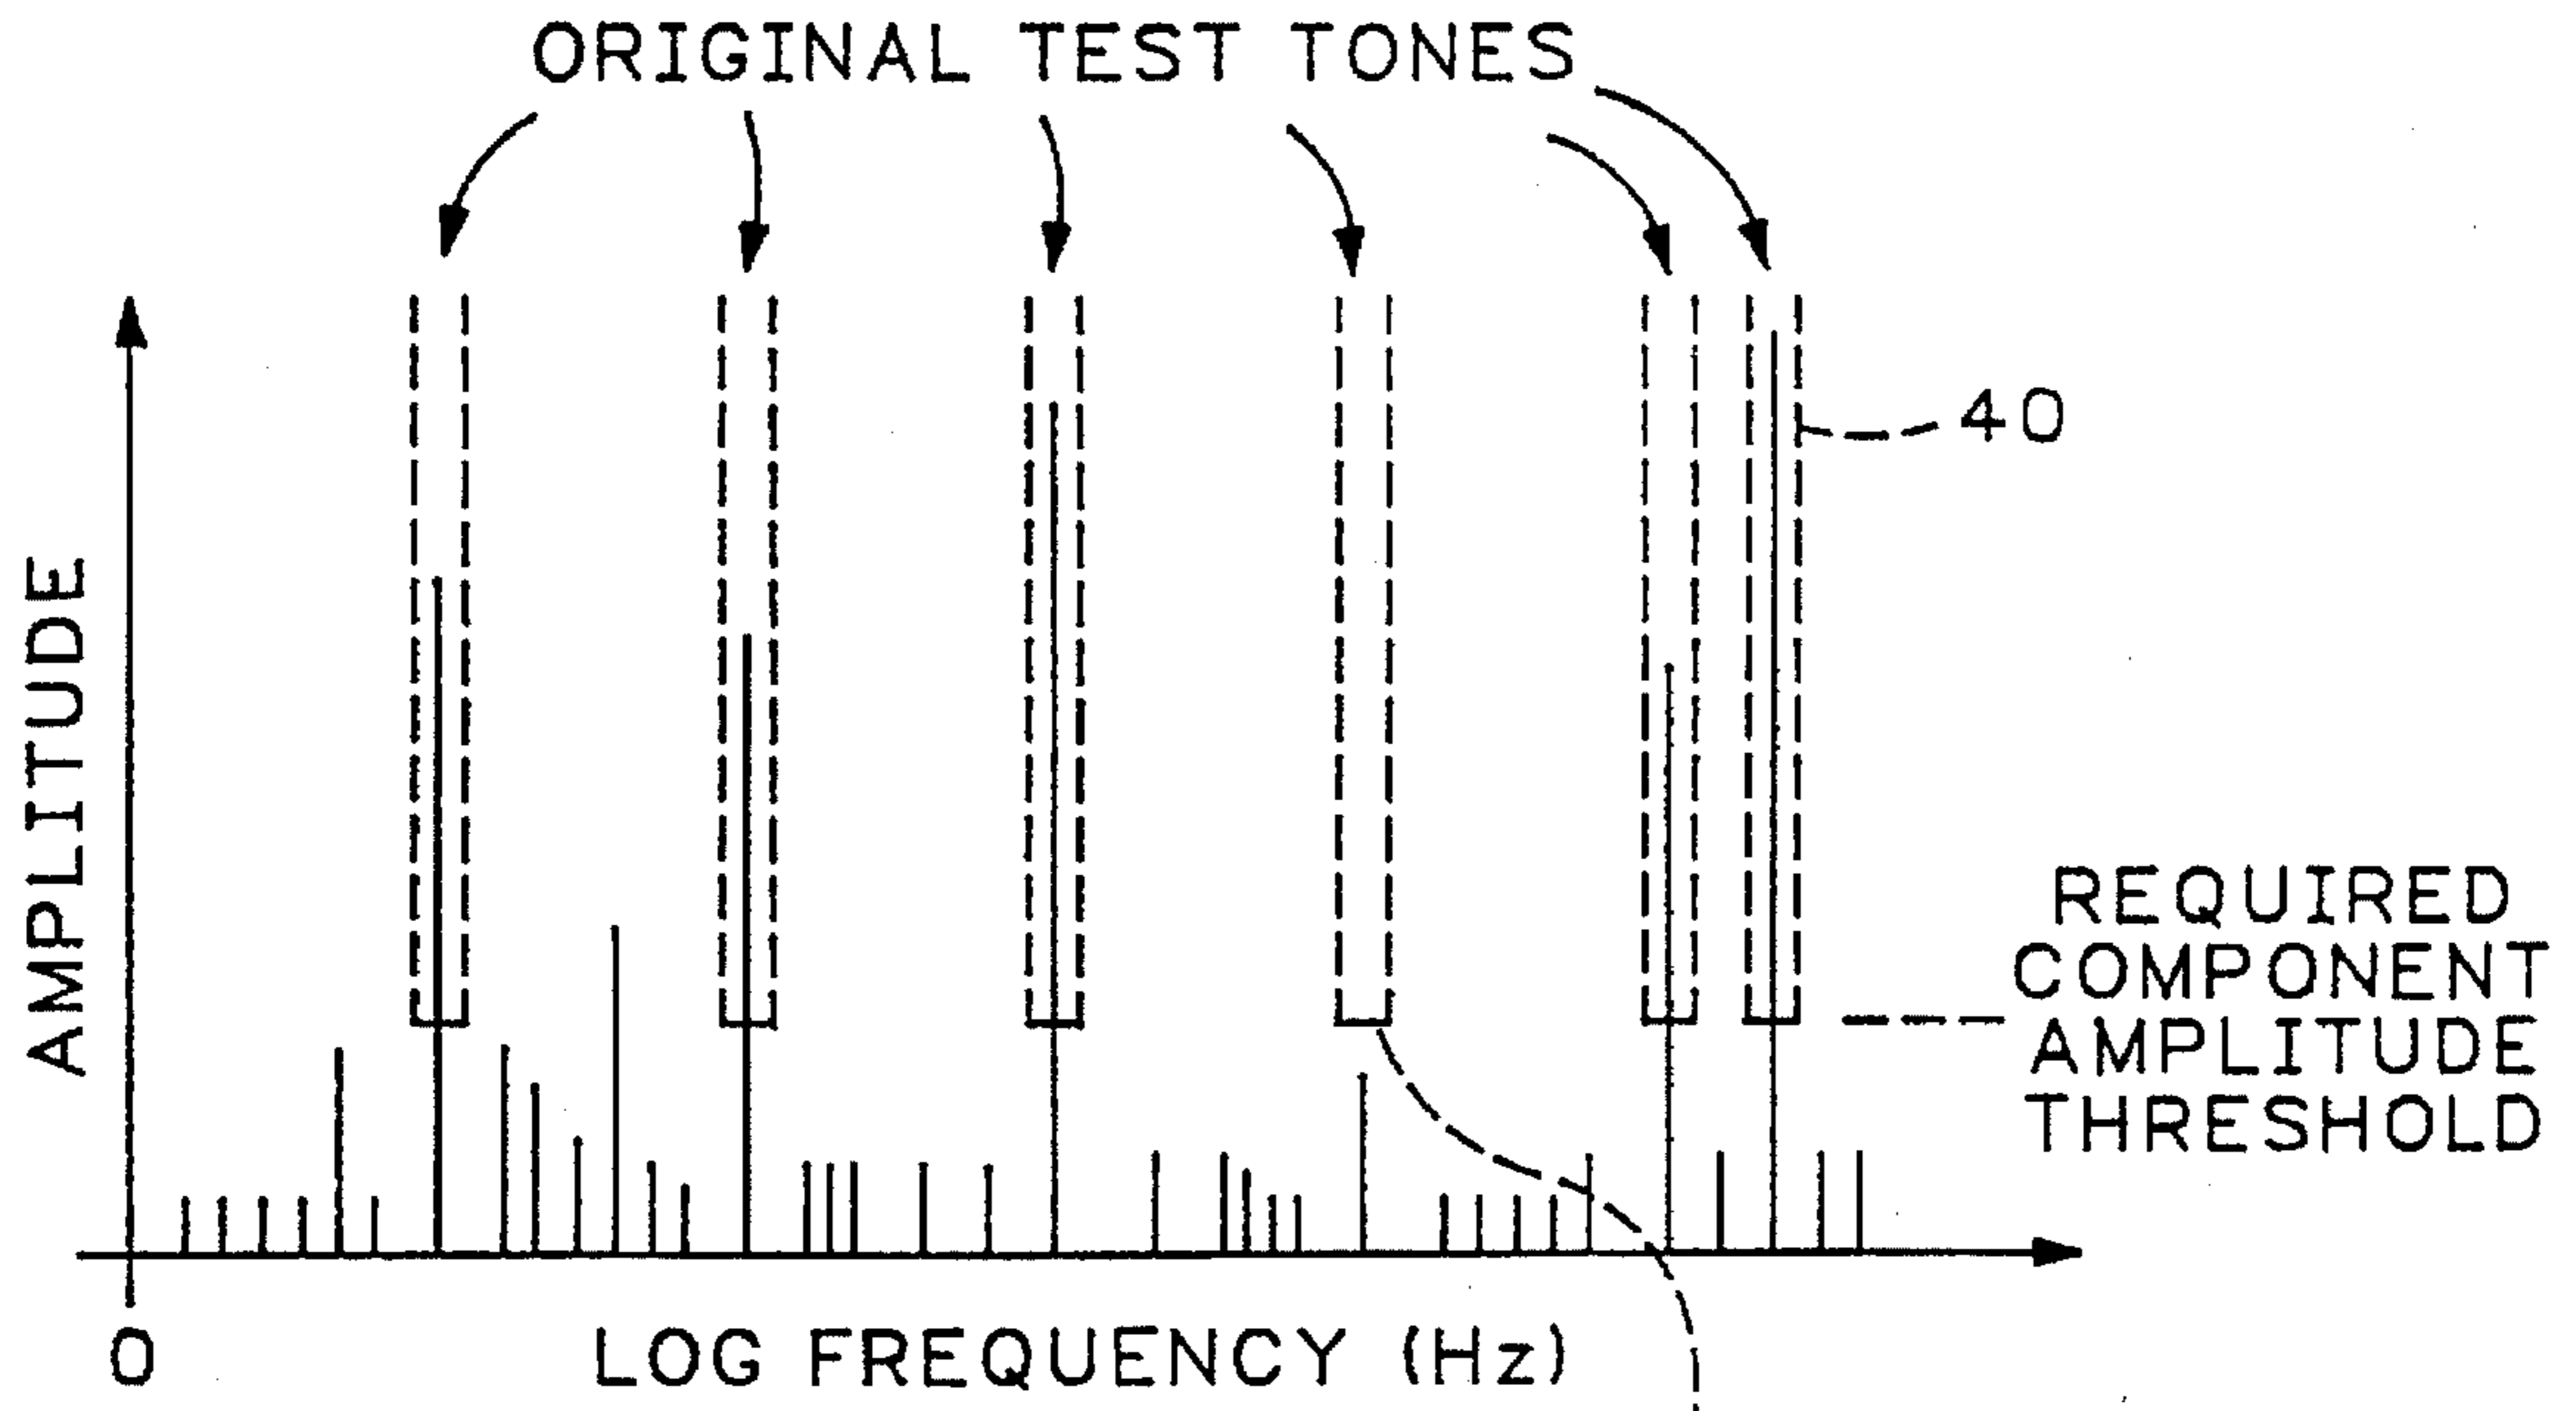 ORIGINAL TEST TONES
40
AMPLITUDE
REQUIRED
COMPONENT
AMPLITUDE
THRESHOLD
0
LOG FREQUENCY (Hz)